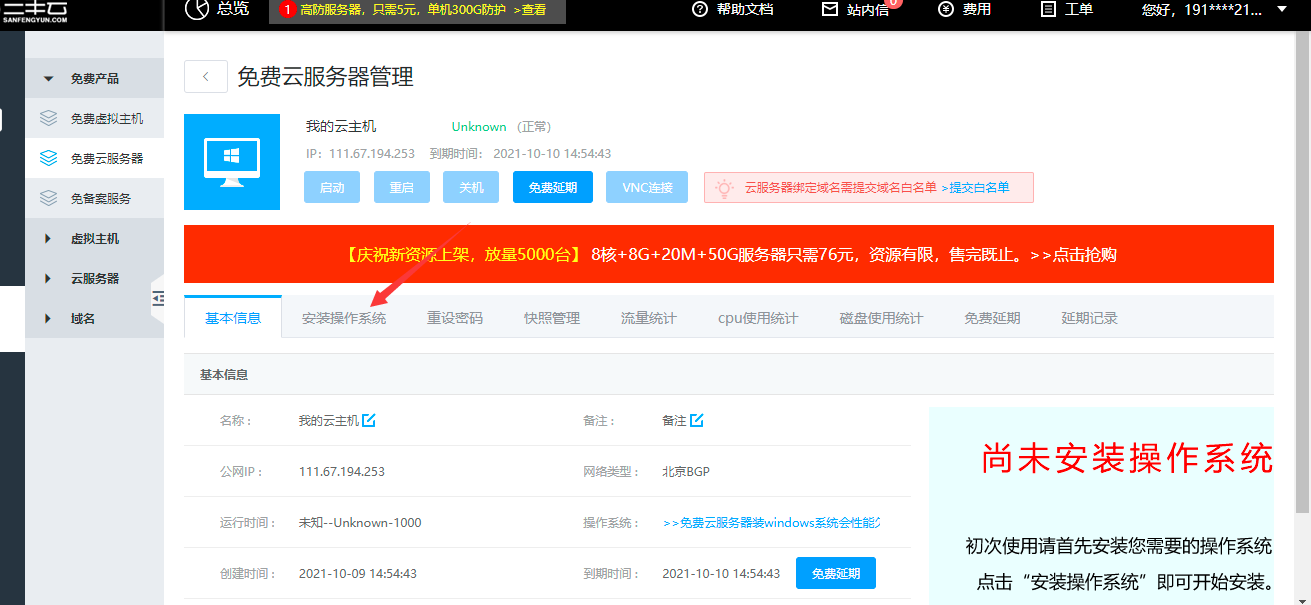 三丰云
SANFENGYUN.COM
总览
1 高防服务器，只需5元，单机300G防护 >查看
帮助文档
站内信
0
费用
工单
您好，191****21...
免费产品
免费虚拟主机
免费云服务器
免备案服务
虚拟主机
云服务器
域名
免费云服务器管理
我的云主机 Unknown (正常)
IP：111.67.194.253 到期时间： 2021-10-10 14:54:43
启动 重启 关机 免费延期 VNC连接
云服务器绑定域名需提交域名白名单 >提交白名单
【庆祝新资源上架，放量5000台】 8核+8G+20M+50G服务器只需76元，资源有限，售完既止。>>点击抢购
基本信息 安装操作系统 重设密码 快照管理 流量统计 cpu使用统计 磁盘使用统计 免费延期 延期记录
基本信息
名称： 我的云主机 备注： 备注
公网IP： 111.67.194.253 网络类型： 北京BGP
运行时间： 未知--Unknown-1000 操作系统： >>免费云服务器装windows系统会性能
创建时间： 2021-10-09 14:54:43 到期时间： 2021-10-10 14:54:43 免费延期
尚未安装操作系统
初次使用请首先安装您需要的操作系统
点击“安装操作系统”即可开始安装。